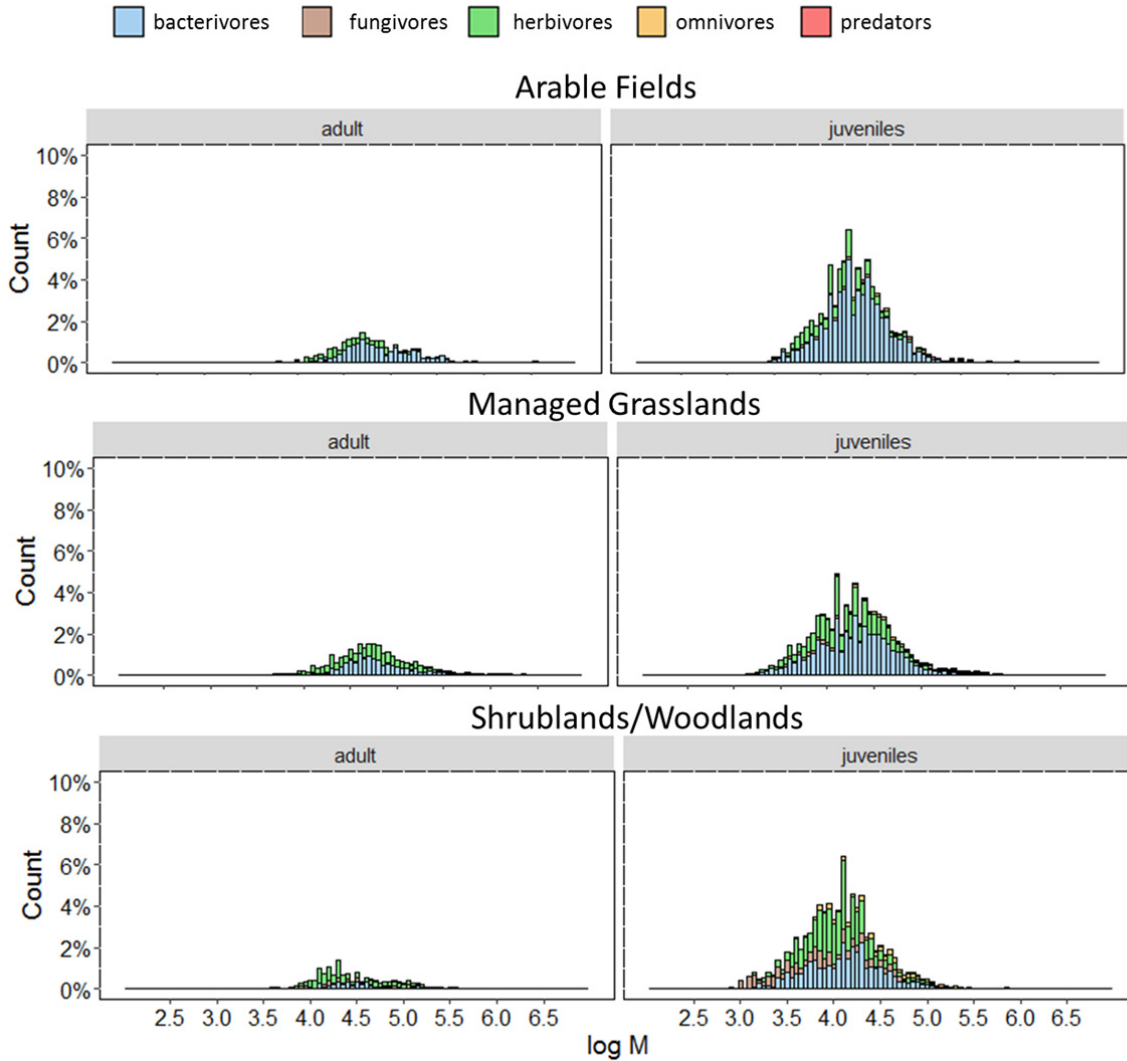 bacterivores fungivores herbivores omnivores predators
Arable Fields
adult juveniles
10%
8%
6%
4%
2%
0%
Count
Managed Grasslands
adult juveniles
10%
8%
6%
4%
2%
0%
Count
Shrublands/Woodlands
adult juveniles
10%
8%
6%
4%
2%
0%
Count
2.5 3.0 3.5 4.0 4.5 5.0 5.5 6.0 6.5 2.5 3.0 3.5 4.0 4.5 5.0 5.5 6.0 6.5
log M